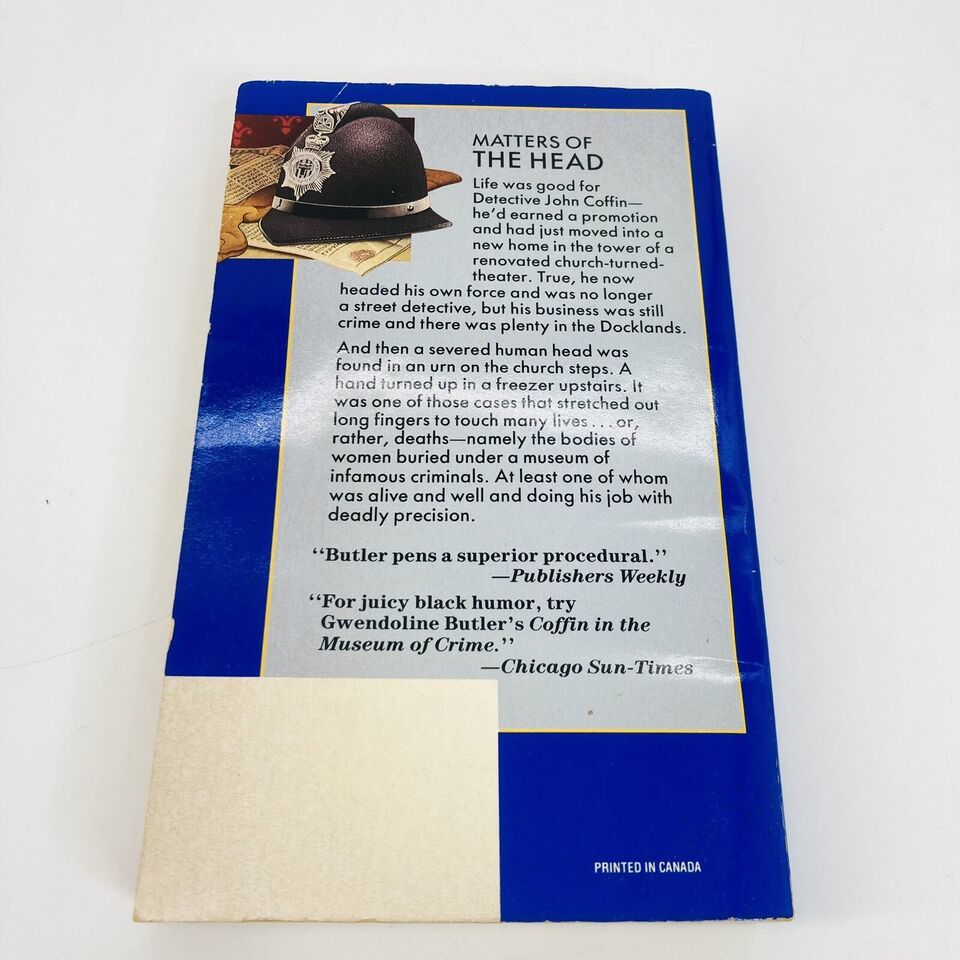 MATTERS OF
THE HEAD
Life was good for
Detective John Coffin—
he'd earned a promotion
and had just moved into a
new home in the tower of a
renovated church-turned-
theater. True, he now
headed his own force and was no longer
a street detective, but his business was still
crime and there was plenty in the Docklands.
And then a severed human head was
found in an urn on the church steps. A
hand turned up in a freezer upstairs. It
was one of those cases that stretched out
long fingers to touch many lives . . . or,
rather, deaths—namely the bodies of
women buried under a museum of
infamous criminals. At least one of whom
was alive and well and doing his job with
deadly precision.
“Butler pens a superior procedural.”
—Publishers Weekly
“For juicy black humor, try
Gwendoline Butler's Coffin in the
Museum of Crime.”
—Chicago Sun-Times
PRINTED IN CANADA